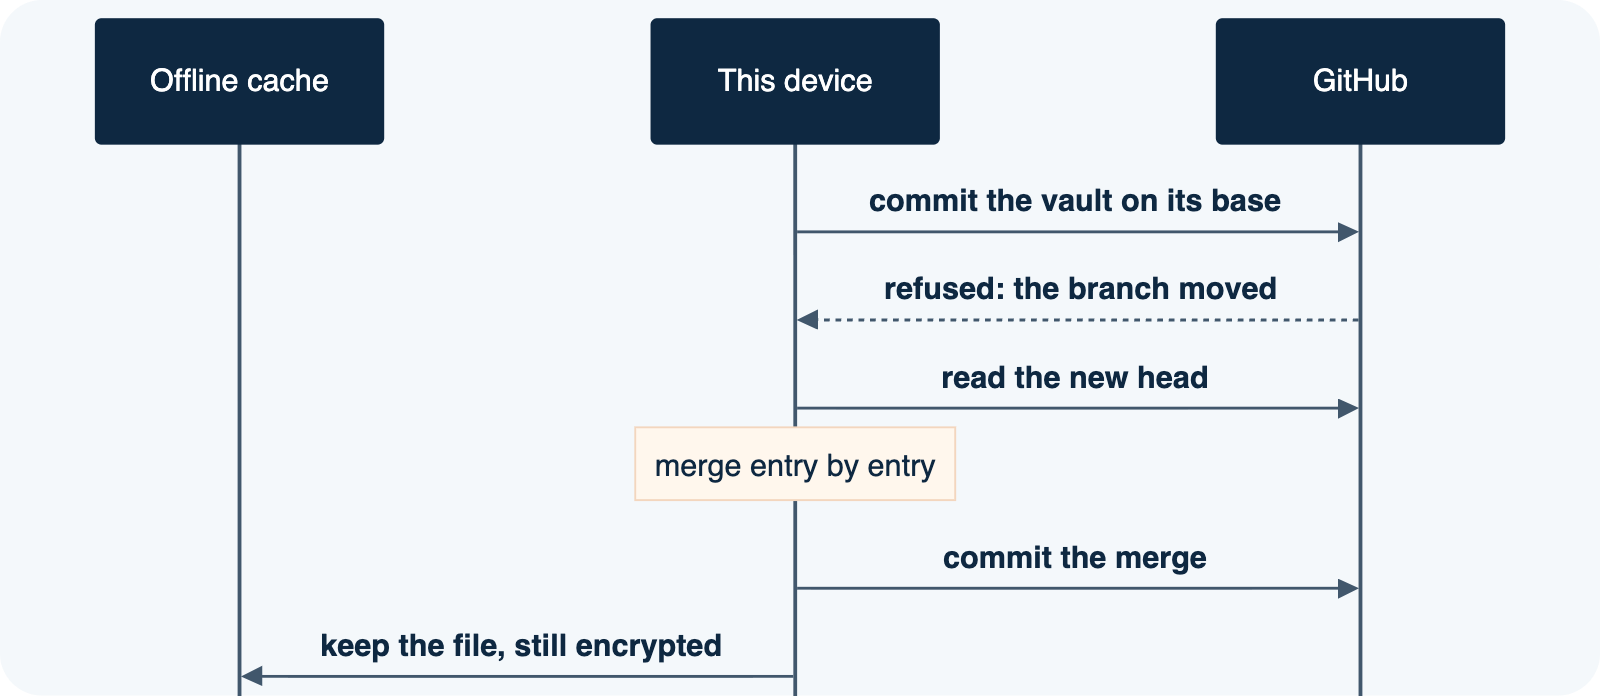 Offline cache
This device
GitHub
commit the vault on its base
refused: the branch moved
read the new head
merge entry by entry
commit the merge
keep the file, still encrypted